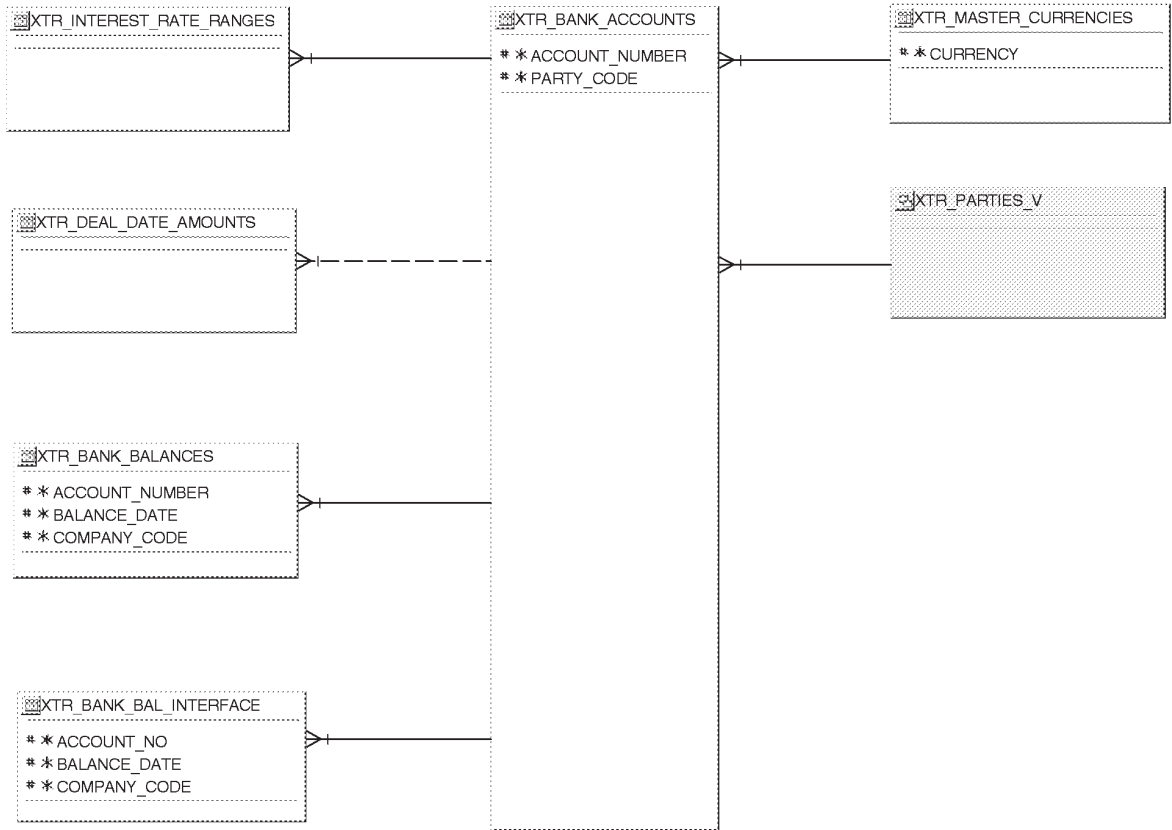 XTR_INTEREST_RATE_RANGES
XTR_BANK_ACCOUNTS
# * ACCOUNT_NUMBER
# * PARTY_CODE
XTR_MASTER_CURRENCIES
# * CURRENCY
XTR_DEAL_DATE_AMOUNTS
XTR_PARTIES_V
XTR_BANK_BALANCES
# * ACCOUNT_NUMBER
# * BALANCE_DATE
# * COMPANY_CODE
XTR_BANK_BAL_INTERFACE
# * ACCOUNT_NO
# * BALANCE_DATE
# * COMPANY_CODE